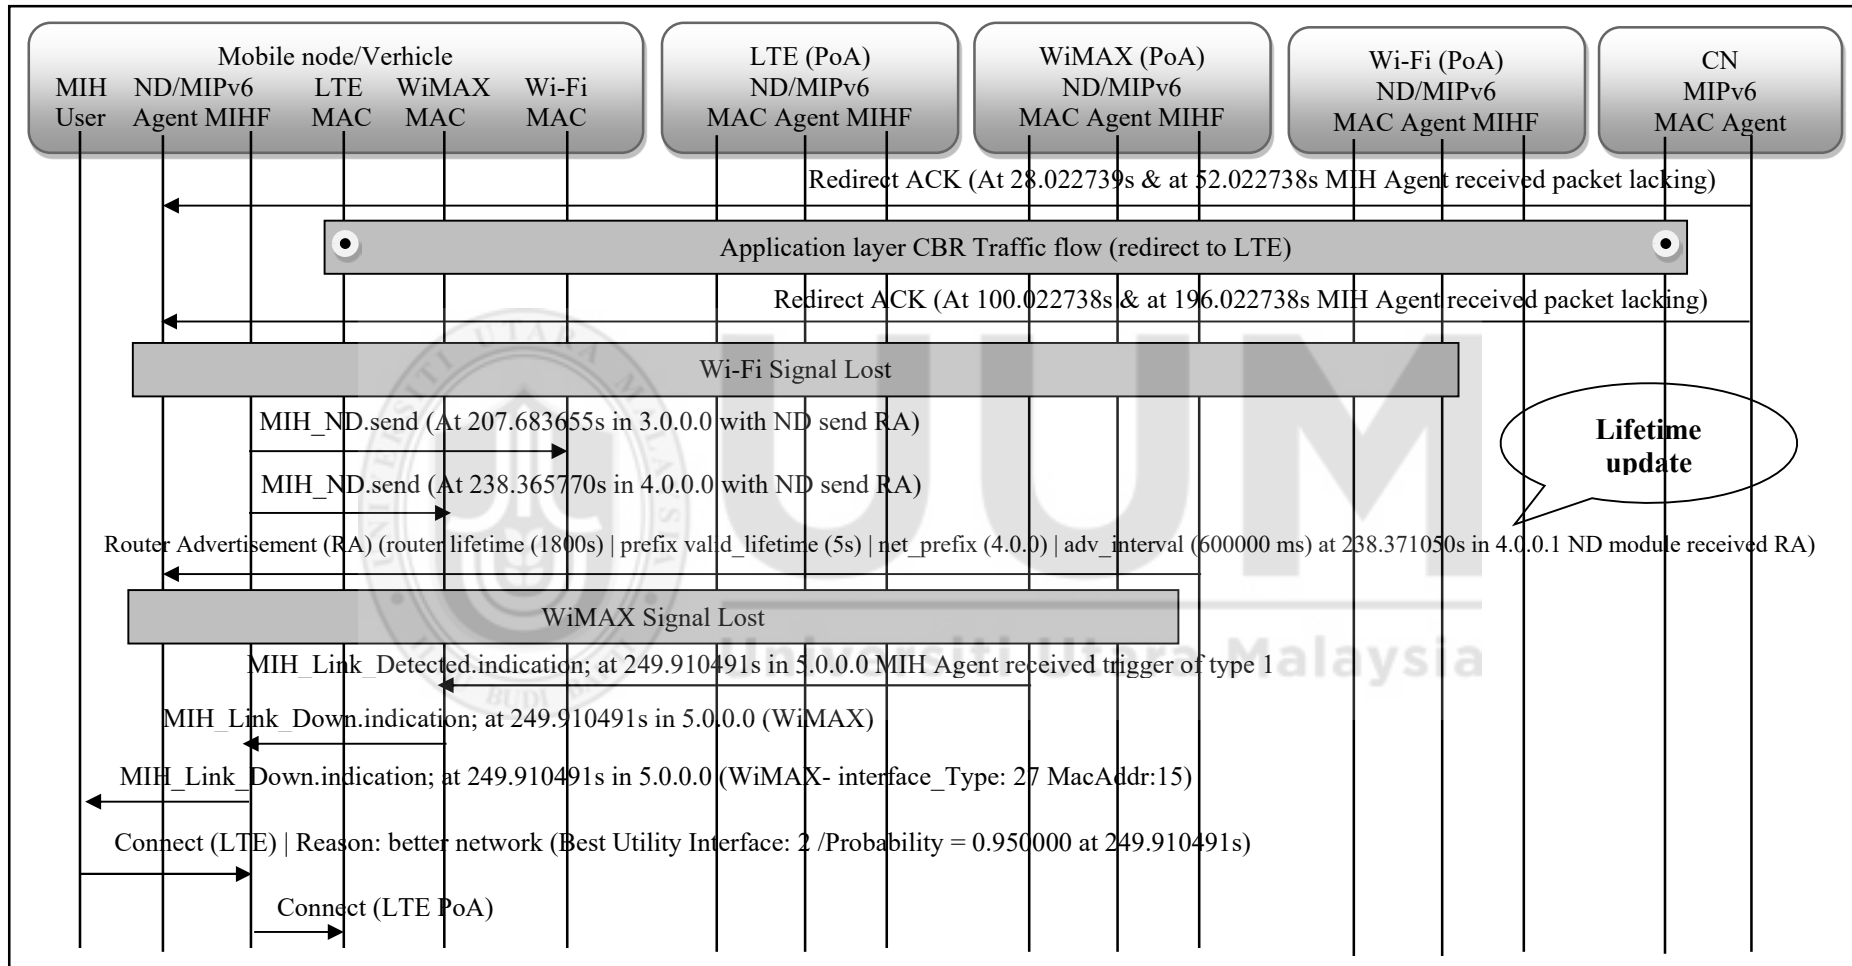 Mobile node/Verhicle
MIH ND/MIPv6 LTE WiMAX Wi-Fi
User Agent MIHF MAC MAC MAC
LTE (PoA)
ND/MIPv6
MAC Agent MIHF
WiMAX (PoA)
ND/MIPv6
MAC Agent MIHF
Wi-Fi (PoA)
ND/MIPv6
MAC Agent MIHF
CN
MIPv6
MAC Agent
Redirect ACK (At 28.022739s & at 52.022738s MIH Agent received packet lacking)
Application layer CBR Traffic flow (redirect to LTE)
Redirect ACK (At 100.022738s & at 196.022738s MIH Agent received packet lacking)
Wi-Fi Signal Lost
MIH_ND.send (At 207.683655s in 3.0.0.0 with ND send RA)
Lifetime
update
MIH_ND.send (At 238.365770s in 4.0.0.0 with ND send RA)
Router Advertisement (RA) (router lifetime (1800s) | prefix valid_lifetime (5s) | net_prefix (4.0.0) | adv_interval (600000 ms) at 238.371050s in 4.0.0.1 ND module received RA)
WiMAX Signal Lost
MIH_Link_Detected.indication; at 249.910491s in 5.0.0.0 MIH Agent received trigger of type 1
MIH_Link_Down.indication; at 249.910491s in 5.0.0.0 (WiMAX)
MIH_Link_Down.indication; at 249.910491s in 5.0.0.0 (WiMAX- interface_Type: 27 MacAddr:15)
Connect (LTE) | Reason: better network (Best Utility Interface: 2 /Probability = 0.950000 at 249.910491s)
Connect (LTE PoA)
UUM
Universiti Utara Malaysia
UNIVERSITI UTARA MALAYSIA
BUDI